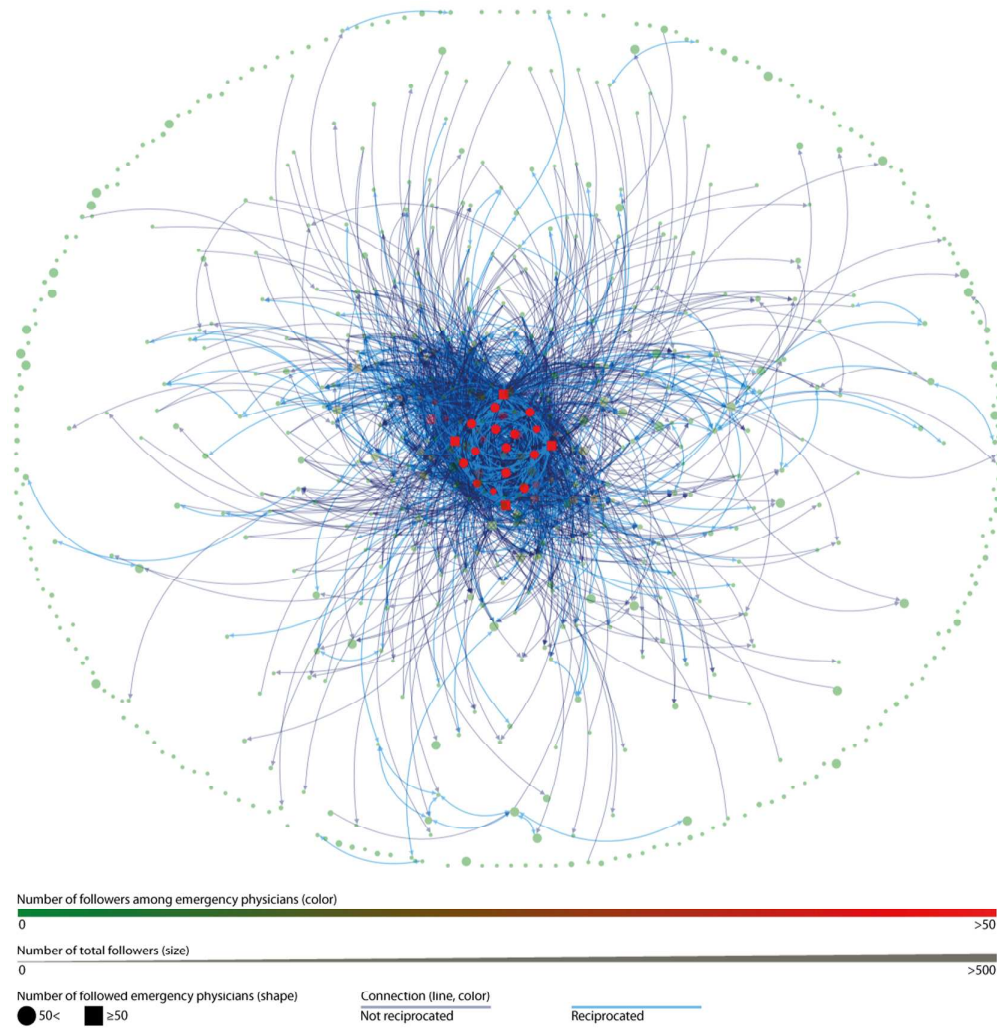 Number of followers among emergency physicians (color)
0 >50
Number of total followers (size)
0 >500
Number of followed emergency physicians (shape) Connection (line, color)
50< ≥50 Not reciprocated Reciprocated